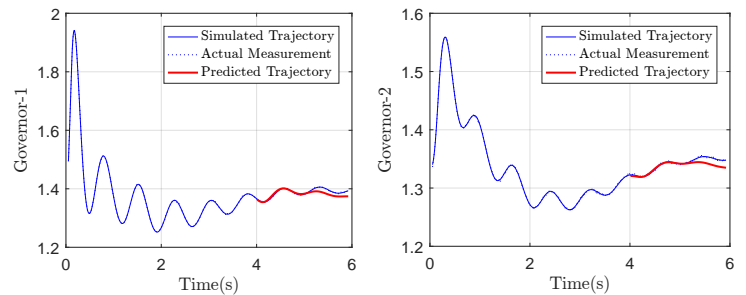 2
1.8
1.6
1.4
1.2
Governor-1
Simulated Trajectory
Actual Measurement
Predicted Trajectory
0 2 4 6
Time(s)
1.6
1.5
1.4
1.3
1.2
Governor-2
Simulated Trajectory
Actual Measurement
Predicted Trajectory
0 2 4 6
Time(s)